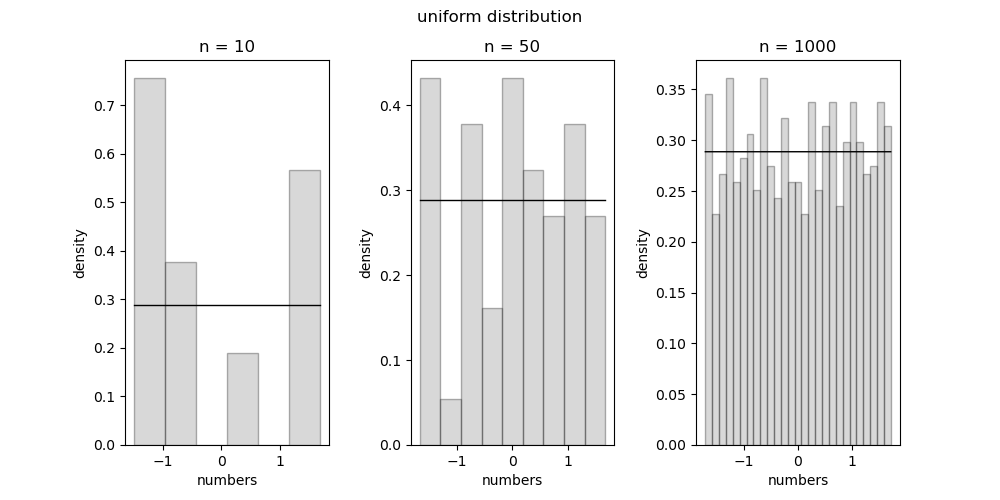 uniform distribution
n = 10
density
0.7
0.6
0.5
0.4
0.3
0.2
0.1
0.0
−1 0 1
numbers
n = 50
density
0.4
0.3
0.2
0.1
0.0
−1 0 1
numbers
n = 1000
density
0.35
0.30
0.25
0.20
0.15
0.10
0.05
0.00
−1 0 1
numbers